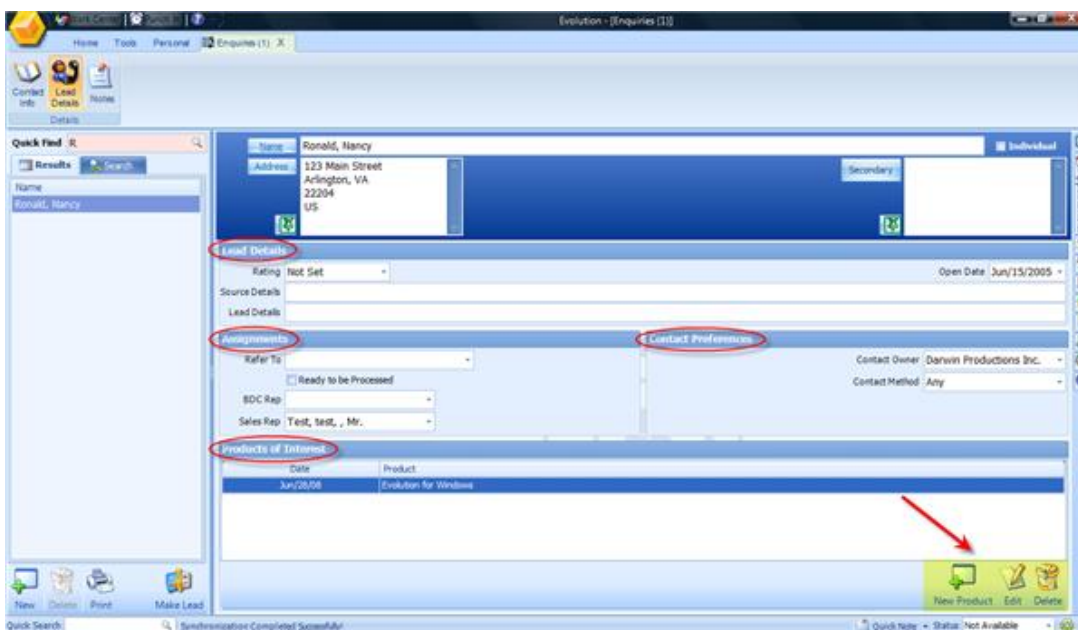 Start Center Punch In
Evolution - [Enquiries (1)]
Home Tools Personal Enquiries (1) X
Contact Info
Lead Details
Notes
Details
Quick Find R
Results Search
Name
Ronald, Nancy
Name Ronald, Nancy
Individual
Address 123 Main Street
Arlington, VA
22204
US
Secondary
Lead Details
Rating Not Set
Open Date Jun/15/2005
Source Details
Lead Details
Assignments
Contact Preferences
Refer To
Contact Owner Darwin Productions Inc.
Ready to be Processed
Contact Method Any
BDC Rep
Sales Rep Test, test, , Mr.
Products of Interest
Date Product
Jun/28/08 Evolution for Windows
New Delete Print Make Lead
New Product Edit Delete
Quick Search Synchronization Completed Successfully! Quick Note Status: Not Available